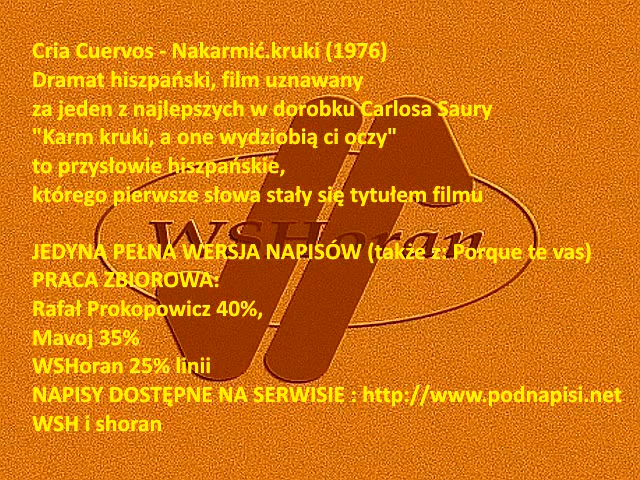 Cria Cuervos - Nakarmić.kruki (1976)
Dramat hiszpański, film uznawany
za jeden z najlepszych w dorobku Carlosa Saury
"Karm kruki, a one wydziobią ci oczy"
to przysłowie hiszpańskie,
którego pierwsze słowa stały się tytułem filmu
WSHoran
JEDYNA PEŁNA WERSJA NAPISÓW (także z: Porque te vas)
PRACA ZBIOROWA:
Rafał Prokopowicz 40%,
Mavoj 35%
WSHoran 25% linii
NAPISY DOSTĘPNE NA SERWISIE : http://www.podnapisi.net
WSH i shoran